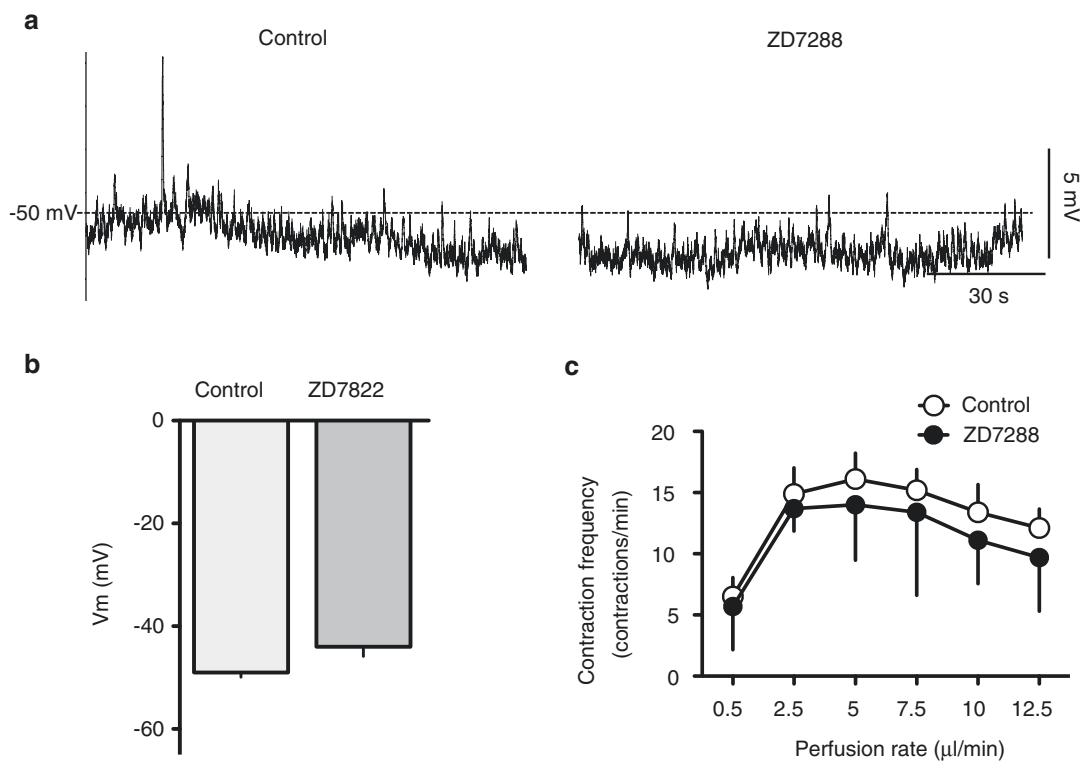 a
Control ZD7288
-50 mV
5 mV
30 s
b
Control ZD7822
0
-20
-40
-60
Vm (mV)
c
Control
ZD7288
20
15
10
5
0
Contraction frequency
(contractions/min)
0.5 2.5 5 7.5 10 12.5
Perfusion rate (μl/min)